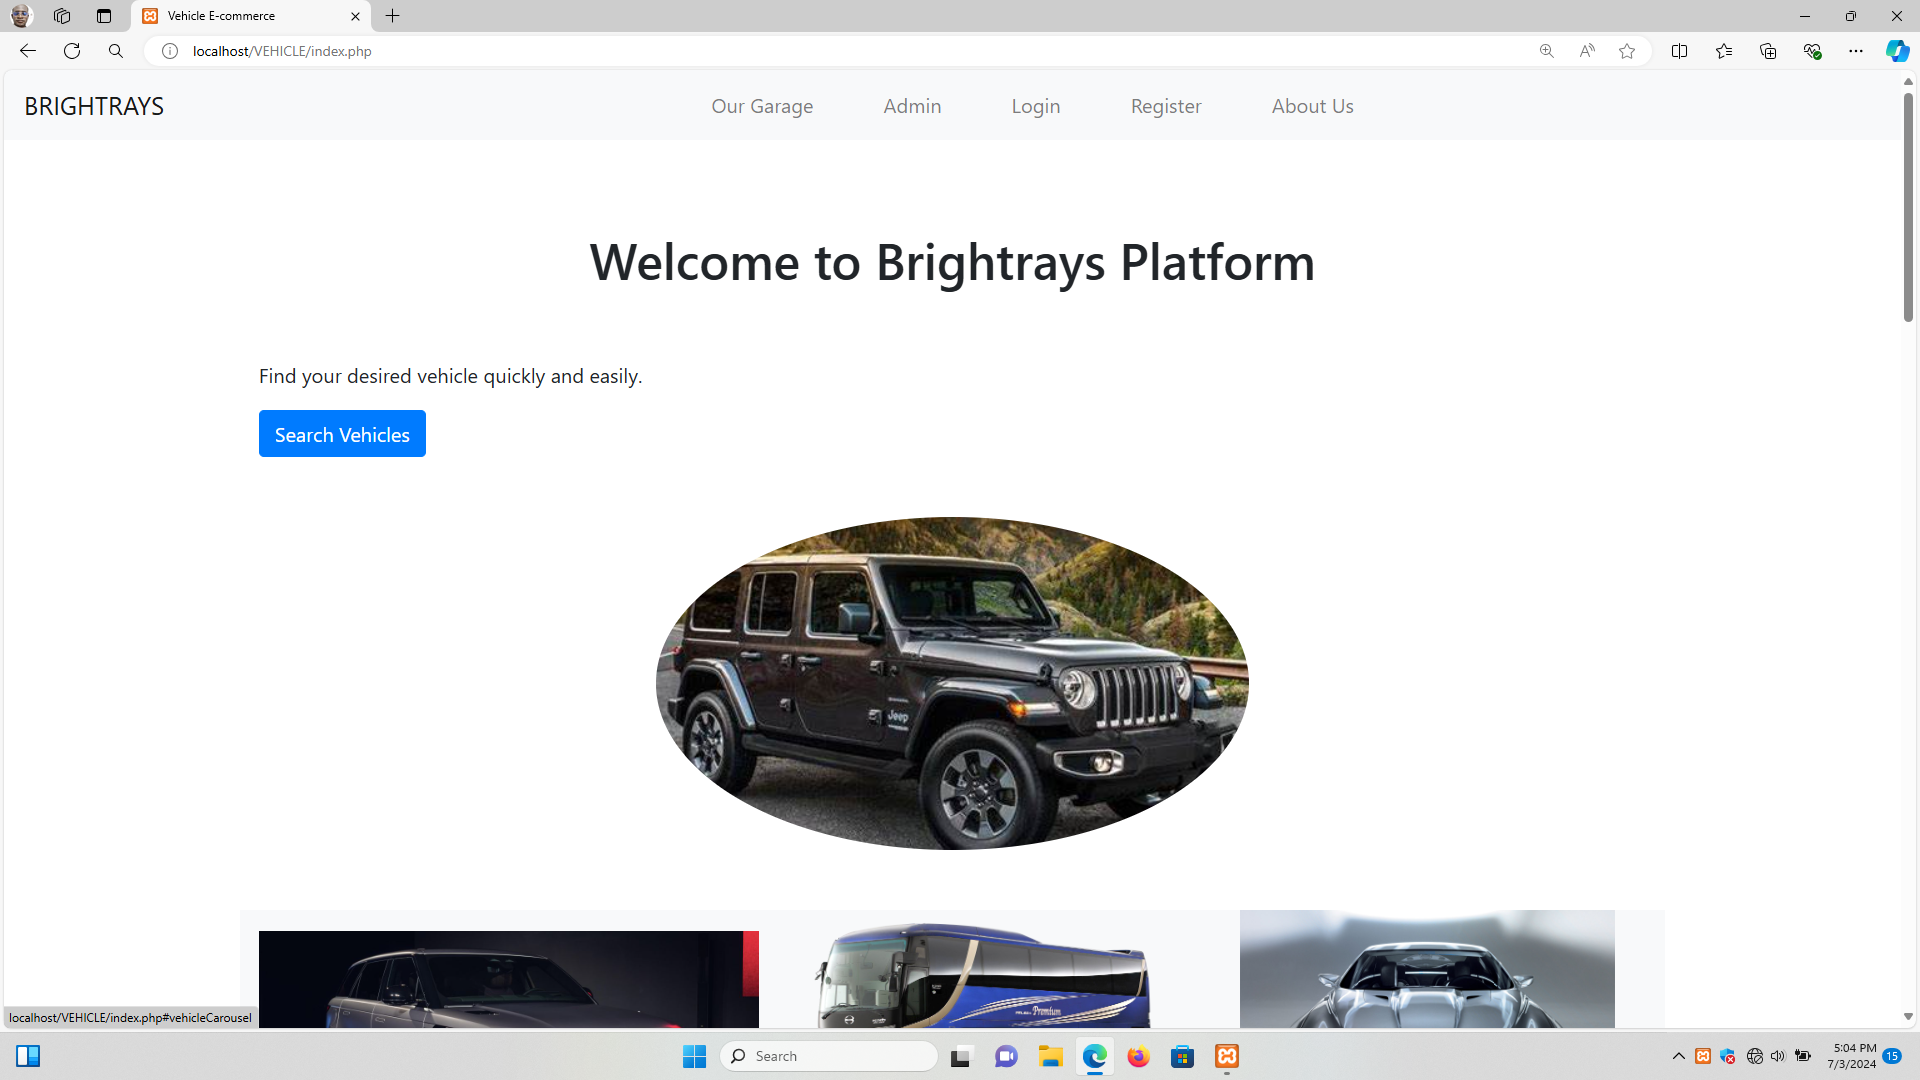 Vehicle E-commerce
localhost/VEHICLE/index.php
BRIGHTRAYS
Our Garage
Admin
Login
Register
About Us
Welcome to Brightrays Platform
Find your desired vehicle quickly and easily.
Search Vehicles
Jeep
Premium
localhost/VEHICLE/index.php#vehicleCarousel
Search
5:04 PM
7/3/2024
15